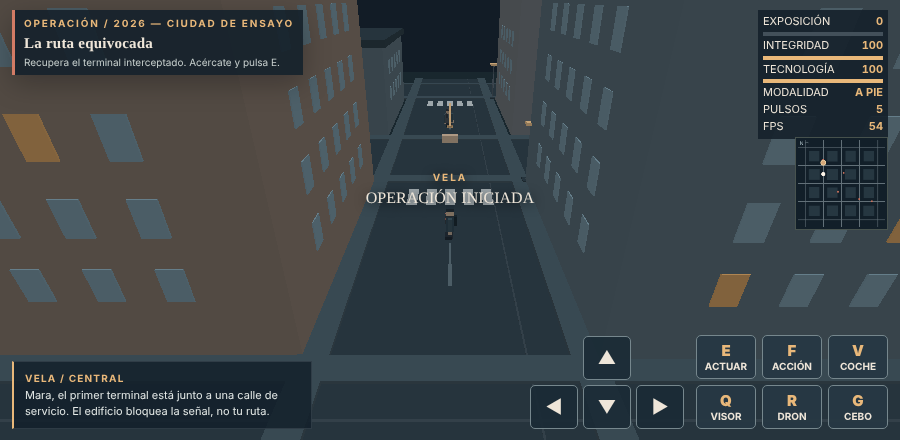 OPERACIÓN / 2026 — CIUDAD DE ENSAYO
La ruta equivocada
Recupera el terminal interceptado. Acércate y pulsa E.
EXPOSICIÓN 0
INTEGRIDAD 100
TECNOLOGÍA 100
MODALIDAD A PIE
PULSOS 5
FPS 54
N
VELA
OPERACIÓN INICIADA
VELA / CENTRAL
Mara, el primer terminal está junto a una calle de
servicio. El edificio bloquea la señal, no tu ruta.
E F V
ACTUAR ACCIÓN COCHE
Q R G
VISOR DRON CEBO